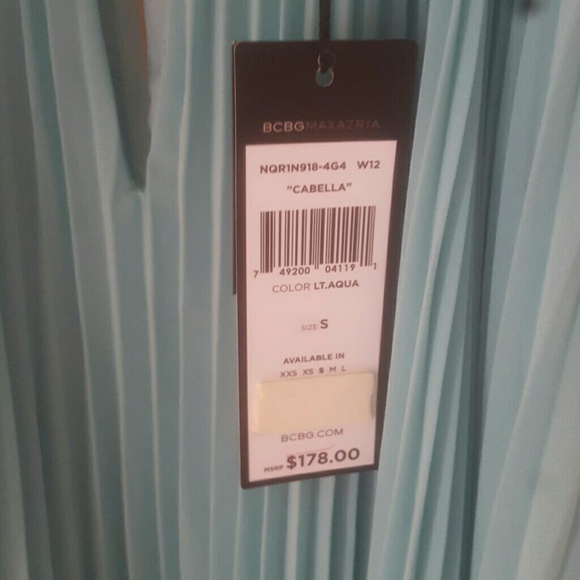 BCBGMAXAZRIA
NQR1N918-4G4 W12
"CABELLA"
7 49200 04119 1
COLOR LT.AQUA
SIZE S
AVAILABLE IN
XXS XS S M L
BCBG.COM
MSRP $178.00